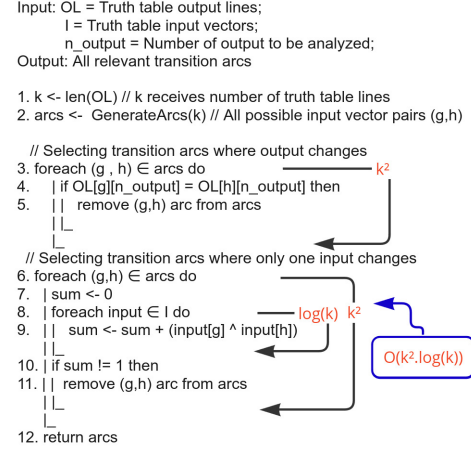 Input: OL = Truth table output lines;
I = Truth table input vectors;
n_output = Number of output to be analyzed;
Output: All relevant transition arcs
1. k <- len(OL) // k receives number of truth table lines
2. arcs <- GenerateArcs(k) // All possible input vector pairs (g,h)
// Selecting transition arcs where output changes
3. foreach (g , h) ∈ arcs do
k²
4. | if OL[g][n_output] = OL[h][n_output] then
5. | | remove (g,h) arc from arcs
| |_
|_
// Selecting transition arcs where only one input changes
6. foreach (g,h) ∈ arcs do
7. | sum <- 0
8. | foreach input ∈ I do
log(k) k²
9. | | sum <- sum + (input[g] ^ input[h])
| |_
O(k².log(k))
10. | if sum != 1 then
11. | | remove (g,h) arc from arcs
| |_
|_
12. return arcs